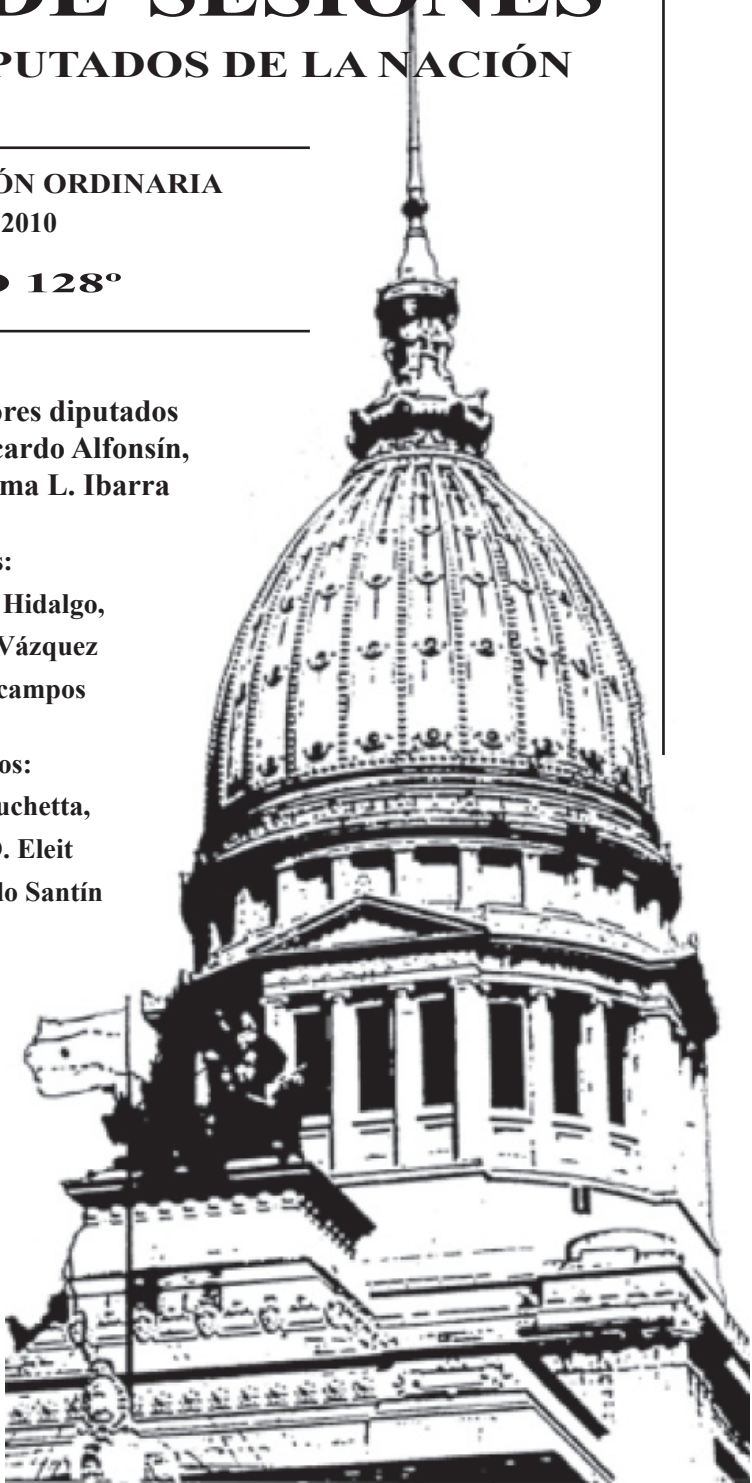 DE SESIONES
PUTADOS DE LA NACIÓN
ÓN ORDINARIA
2010
128º
ores diputados
cardo Alfonsín,
ma L. Ibarra
s:
Hidalgo,
Vázquez
campos
os:
uchetta,
. Eleit
do Santín